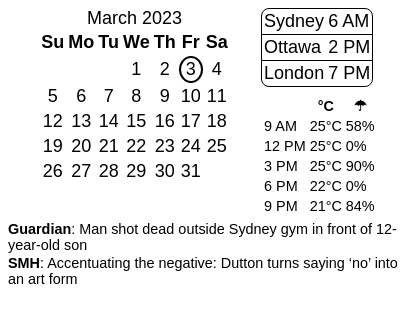 March 2023
Su Mo Tu We Th Fr Sa
1 2 3 4
5 6 7 8 9 10 11
12 13 14 15 16 17 18
19 20 21 22 23 24 25
26 27 28 29 30 31
Sydney 6 AM
Ottawa 2 PM
London 7 PM
°C ☂
9 AM 25°C 58%
12 PM 25°C 0%
3 PM 25°C 90%
6 PM 22°C 0%
9 PM 21°C 84%
Guardian: Man shot dead outside Sydney gym in front of 12-
year-old son
SMH: Accentuating the negative: Dutton turns saying ‘no’ into
an art form